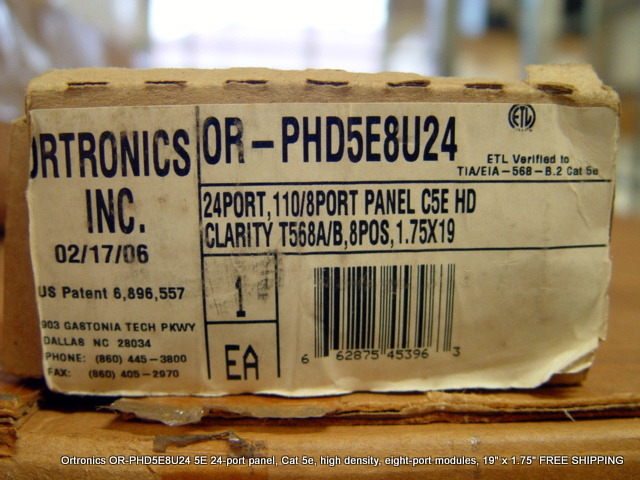 ORTRONICS
INC.
02/17/06
US Patent 6,896,557
903 GASTONIA TECH PKWY
DALLAS NC 28034
PHONE: (860) 445-3800
FAX: (860) 405-2970
OR-PHD5E8U24
ETL
ETL Verified to
TIA/EIA-568-B.2 Cat 5e
24PORT,110/8PORT PANEL C5E HD
CLARITY T568A/B,8POS,1.75X19
1
EA
6 62875 45396 3
Ortronics OR-PHD5E8U24 5E 24-port panel, Cat 5e, high density, eight-port modules, 19" x 1.75" FREE SHIPPING